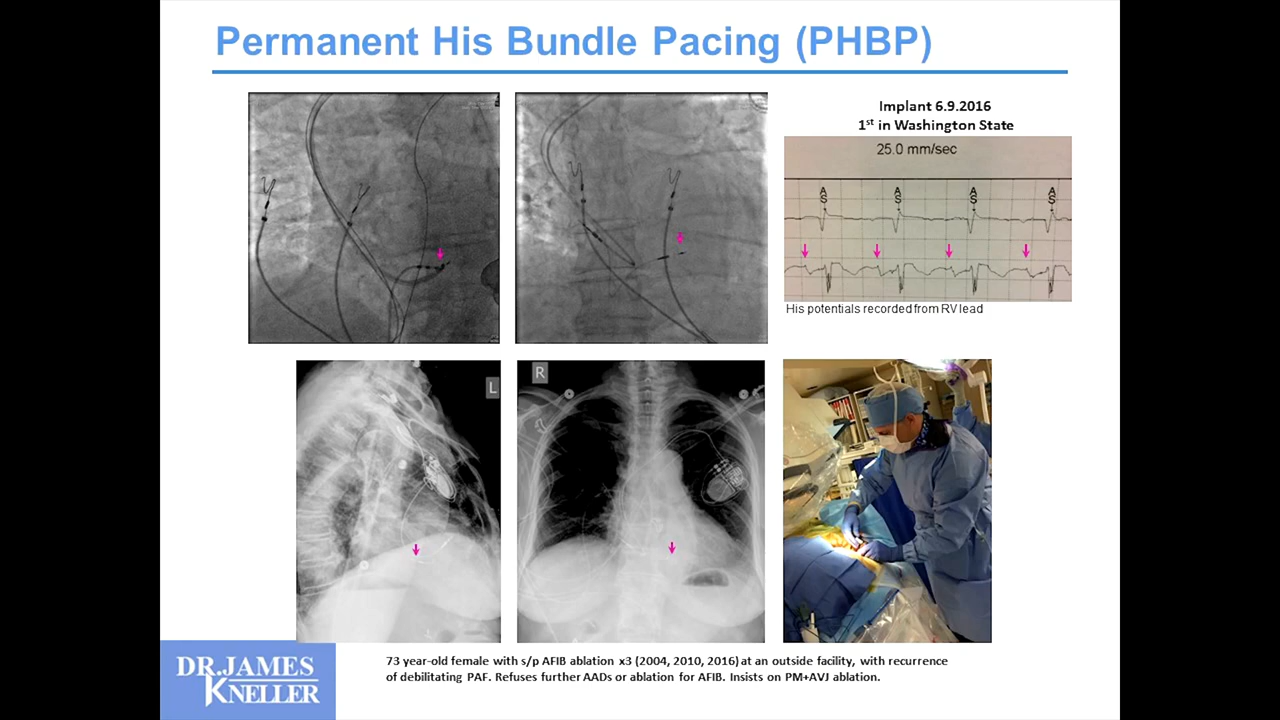 Permanent His Bundle Pacing (PHBP)
Implant 6.9.2016
1st in Washington State
25.0 mm/sec
A S A S A S A S
His potentials recorded from RV lead
L
R
73 year-old female with s/p AFIB ablation x3 (2004, 2010, 2016) at an outside facility, with recurrence
of debilitating PAF. Refuses further AADs or ablation for AFIB. Insists on PM+AVJ ablation.
DR. JAMES
KNELLER